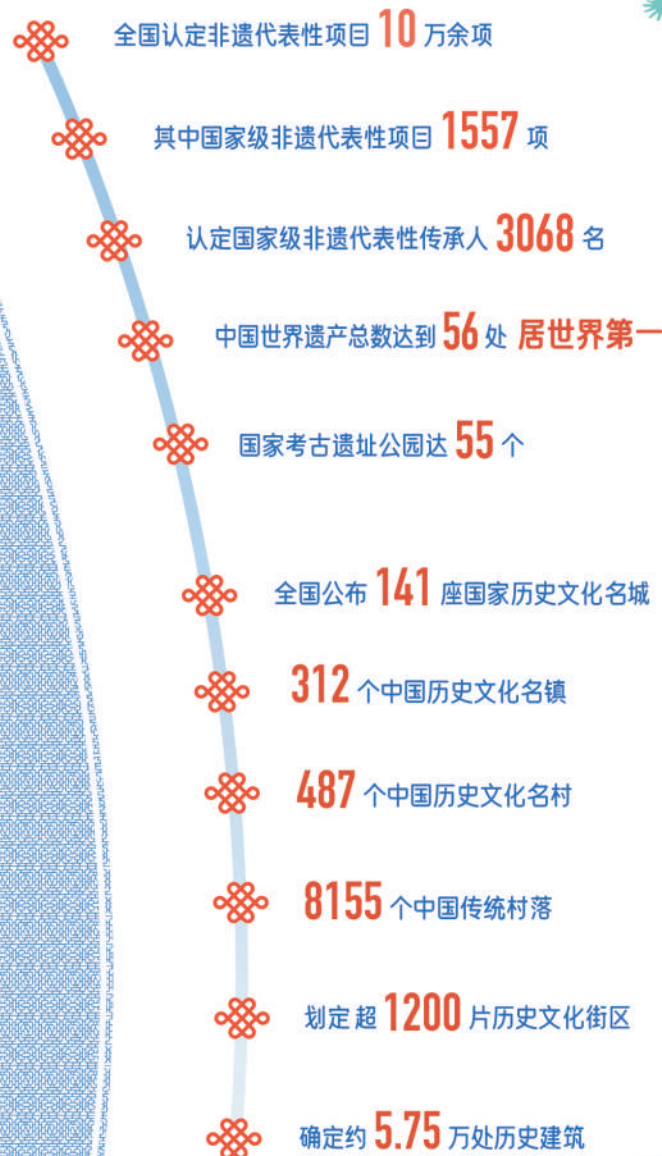 全国认定非遗代表性项目 10 万余项
其中国家级非遗代表性项目 1557 项
认定国家级非遗代表性传承人 3068 名
中国世界遗产总数达到 56 处 居世界第一
国家考古遗址公园达 55 个
全国公布 141 座国家历史文化名城
312 个中国历史文化名镇
487 个中国历史文化名村
8155 个中国传统村落
划定超 1200 片历史文化街区
确定约 5.75 万处历史建筑